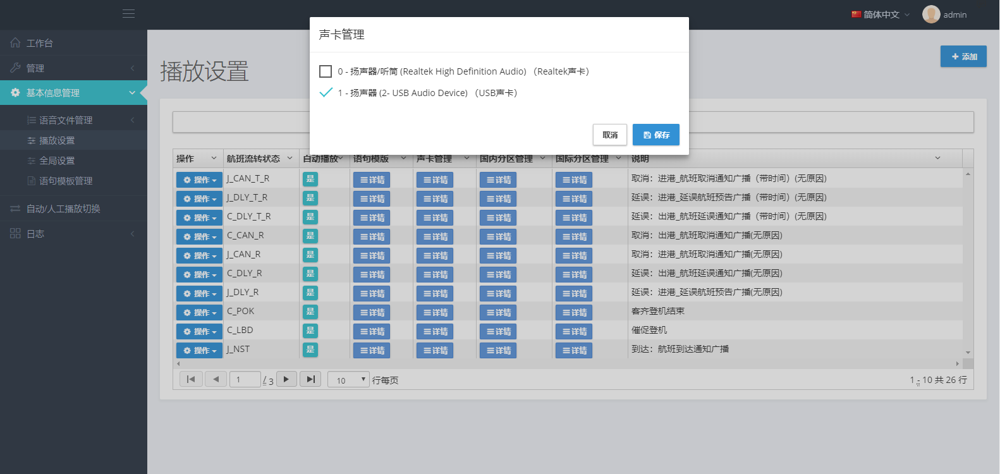 简体中文
admin
工作台
管理
基本信息管理
语音文件管理
播放设置
全局设置
语句模板管理
自动/人工播放切换
日志
播放设置
添加
声卡管理
0 - 扬声器/听筒 (Realtek High Definition Audio) （Realtek声卡）
1 - 扬声器 (2- USB Audio Device) （USB声卡）
取消 保存
操作 航班流转状态 自动播放 语句模版 声卡管理 国内分区管理 国际分区管理 说明
操作 J_CAN_T_R 是 详情 详情 详情 详情 取消：进港_航班取消通知广播（带时间）(无原因)
操作 J_DLY_T_R 是 详情 详情 详情 详情 延误：进港_延误航班预告广播（带时间）(无原因)
操作 C_DLY_T_R 是 详情 详情 详情 详情 延误：出港_航班延误通知广播（带时间）(无原因)
操作 C_CAN_R 是 详情 详情 详情 详情 取消：出港_航班取消通知广播(无原因)
操作 J_CAN_R 是 详情 详情 详情 详情 取消：进港_航班取消通知广播(无原因)
操作 C_DLY_R 是 详情 详情 详情 详情 延误：出港_航班延误通知广播(无原因)
操作 J_DLY_R 是 详情 详情 详情 详情 延误：进港_延误航班预告广播(无原因)
操作 C_POK 是 详情 详情 详情 详情 客齐登机结束
操作 C_LBD 是 详情 详情 详情 详情 催促登机
操作 J_NST 是 详情 详情 详情 详情 到达：航班到达通知广播
1 / 3 10 行每页 1 - 10 共 26 行